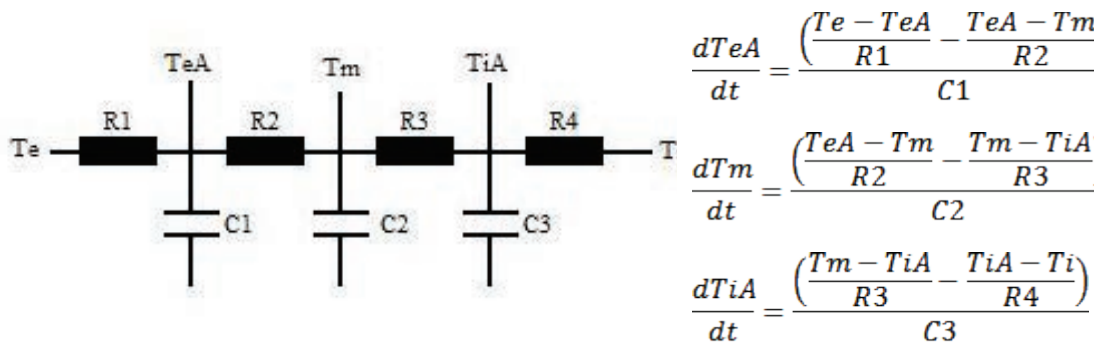 TeA Tm TiA
R1 R2 R3 R4
Te T
C1 C2 C3
dTeA/dt = ((Te − TeA)/R1 − (TeA − Tm)/R2)/C1
dTm/dt = ((TeA − Tm)/R2 − (Tm − TiA)/R3)/C2
dTiA/dt = ((Tm − TiA)/R3 − (TiA − Ti)/R4)/C3